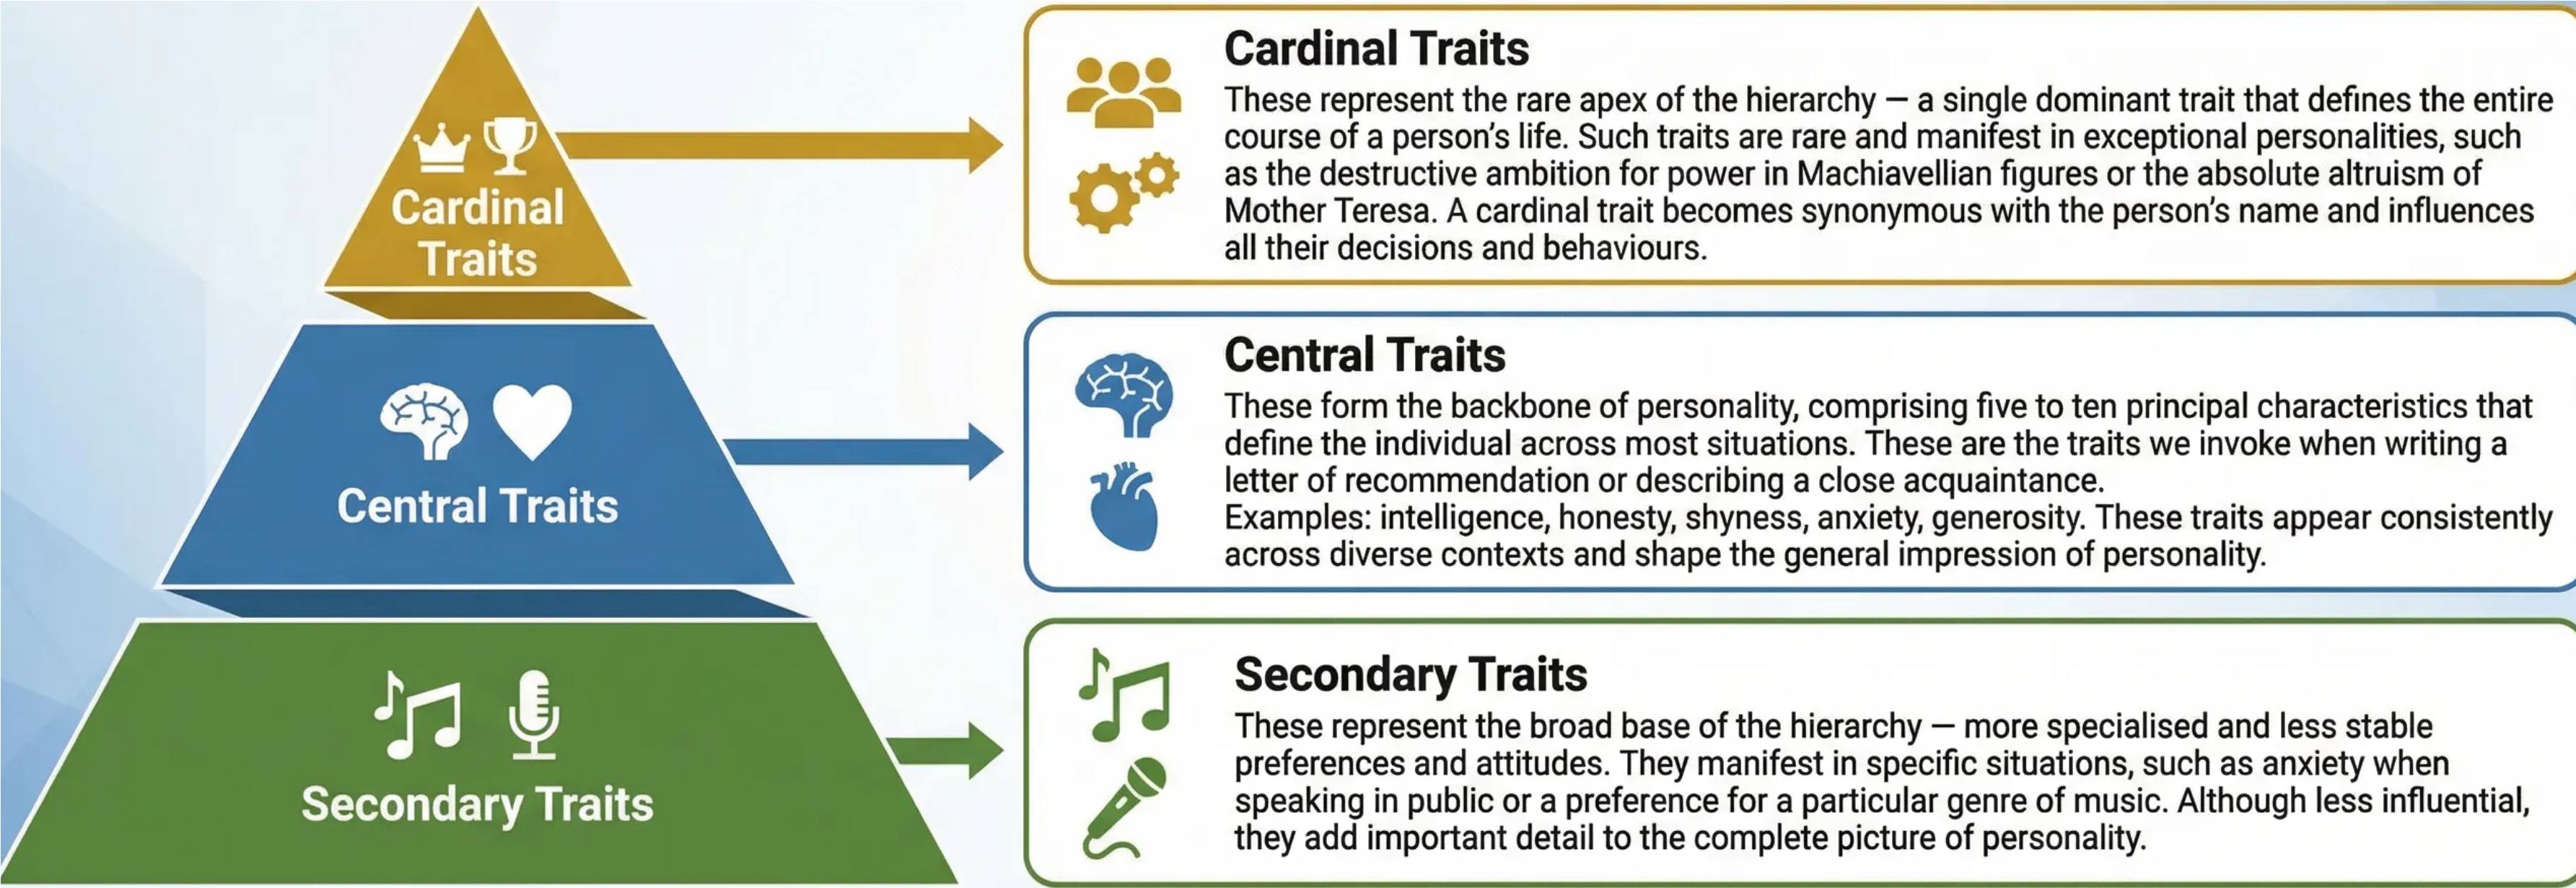 Cardinal
Traits
Cardinal Traits
These represent the rare apex of the hierarchy — a single dominant trait that defines the entire
course of a person's life. Such traits are rare and manifest in exceptional personalities, such
as the destructive ambition for power in Machiavellian figures or the absolute altruism of
Mother Teresa. A cardinal trait becomes synonymous with the person's name and influences
all their decisions and behaviours.
Central Traits
Central Traits
These form the backbone of personality, comprising five to ten principal characteristics that
define the individual across most situations. These are the traits we invoke when writing a
letter of recommendation or describing a close acquaintance.
Examples: intelligence, honesty, shyness, anxiety, generosity. These traits appear consistently
across diverse contexts and shape the general impression of personality.
Secondary Traits
Secondary Traits
These represent the broad base of the hierarchy — more specialised and less stable
preferences and attitudes. They manifest in specific situations, such as anxiety when
speaking in public or a preference for a particular genre of music. Although less influential,
they add important detail to the complete picture of personality.